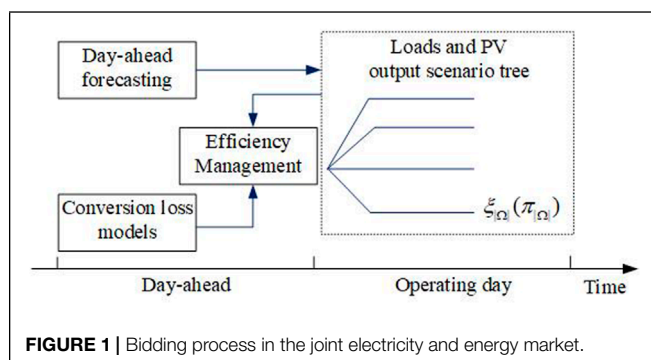 Day-ahead
forecasting
Loads and PV
output scenario tree
Efficiency
Management
Conversion loss
models
ξ|Ω|(π|Ω|)
Day-ahead
Operating day
Time
FIGURE 1 | Bidding process in the joint electricity and energy market.